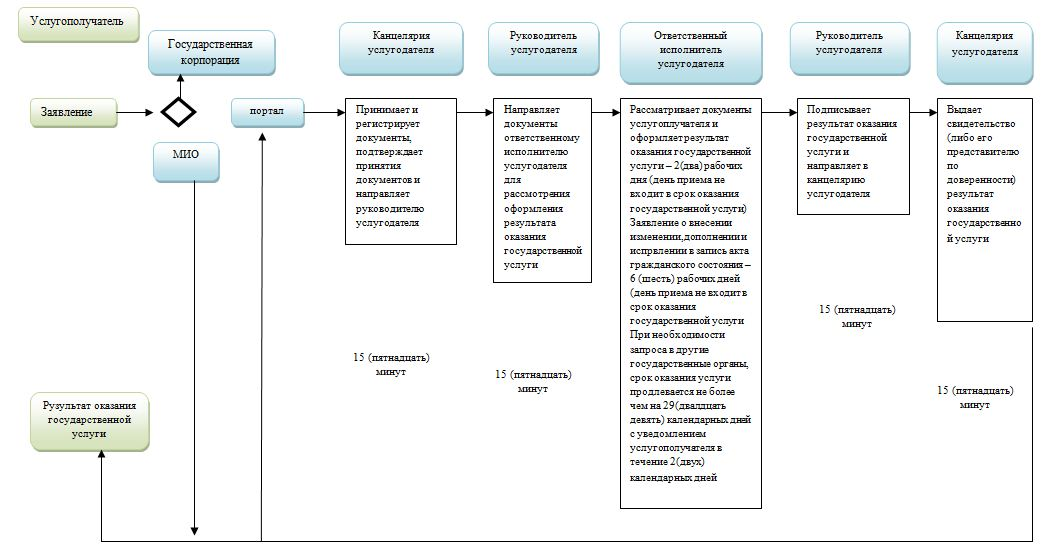 Услугополучатель
Государственная
корпорация
Канцелярия
услугодателя
Руководитель
услугодателя
Ответственный
исполнитель
услугодателя
Руководитель
услугодателя
Канцелярия
услугодателя
Заявление
МИО
портал
Принимает и
регистрирует
документы,
подтверждает
принятия
документов и
направляет
руководителю
услугодателя
Направляет
документы
ответственному
исполнителю
услугодателя
для
рассмотрения
оформления
результата
оказания
государственной
услуги
Рассматривает документы
услугоплучателя и
оформляет результат
оказания государственной
услуги – 2(два) рабочих
дня (день приема не
входит в срок оказания
государственной услуги)
Заявление о внесении
изменении,дополнении и
испрвлении в запись акта
гражданского состояния –
6 (шесть) рабочих дней
(день приема не входит в
срок оказания
государственной услуги
При необходимости
запроса в другие
государственные органы,
срок оказания услуги
продлевается не более
чем на 29(двалдцать
девять) календарных дней
с уведомлением
услугополучателя в
течение 2(двух)
календарных дней
Подписывает
результат оказания
государственной
услуги и
направляет в
канцелярию
услугодателя
Выдает
свидетельство
(либо его
представителю
по
доверенности)
результат
оказания
государственно
й услуги
15 (пятнадцать)
минут
15 (пятнадцать)
минут
15 (пятнадцать)
минут
15 (пятнадцать)
минут
Рузультат оказания
государственной
услуги